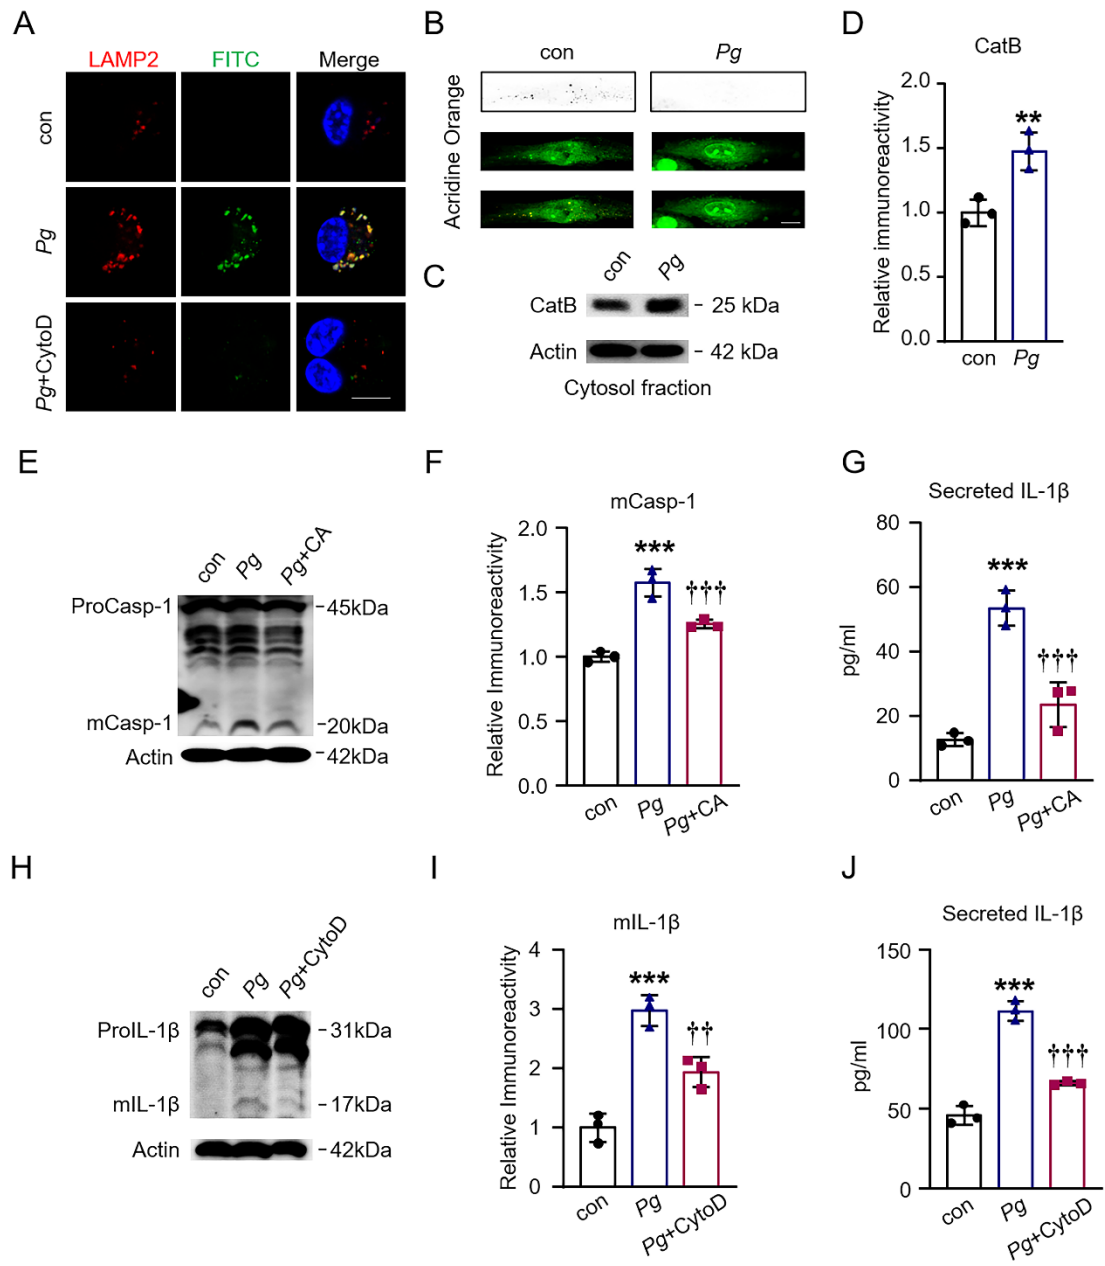 A
LAMP2 FITC Merge
con
Pg
Pg+CytoD
B
con Pg
Acridine Orange
C
con Pg
CatB - 25 kDa
Actin - 42 kDa
Cytosol fraction
D
CatB
**
Relative immunoreactivity
2.0
1.5
1.0
0.5
0.0
con Pg
E
con Pg Pg+CA
ProCasp-1 -45kDa
mCasp-1 -20kDa
Actin -42kDa
F
mCasp-1
***
†††
Relative Immunoreactivity
2.0
1.5
1.0
0.5
0.0
con Pg Pg+CA
G
Secreted IL-1β
***
†††
pg/ml
80
60
40
20
0
con Pg Pg+CA
H
con Pg Pg+CytoD
ProIL-1β -31kDa
mIL-1β -17kDa
Actin -42kDa
I
mIL-1β
***
††
Relative Immunoreactivity
4
3
2
1
0
con Pg Pg+CytoD
J
Secreted IL-1β
***
†††
pg/ml
150
100
50
0
con Pg Pg+CytoD